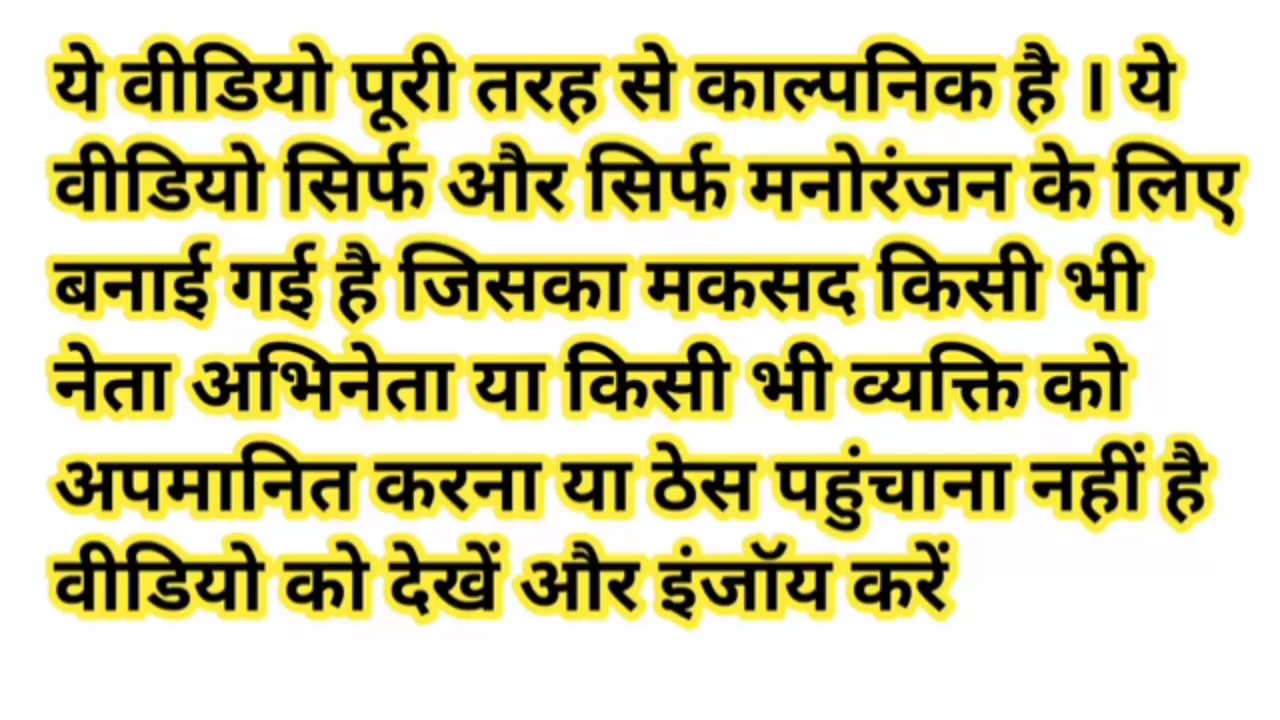 ये वीडियो पूरी तरह से काल्पनिक है । ये
वीडियो सिर्फ और सिर्फ मनोरंजन के लिए
बनाई गई है जिसका मकसद किसी भी
नेता अभिनेता या किसी भी व्यक्ति को
अपमानित करना या ठेस पहुंचाना नहीं है
वीडियो को देखें और इंजॉय करें